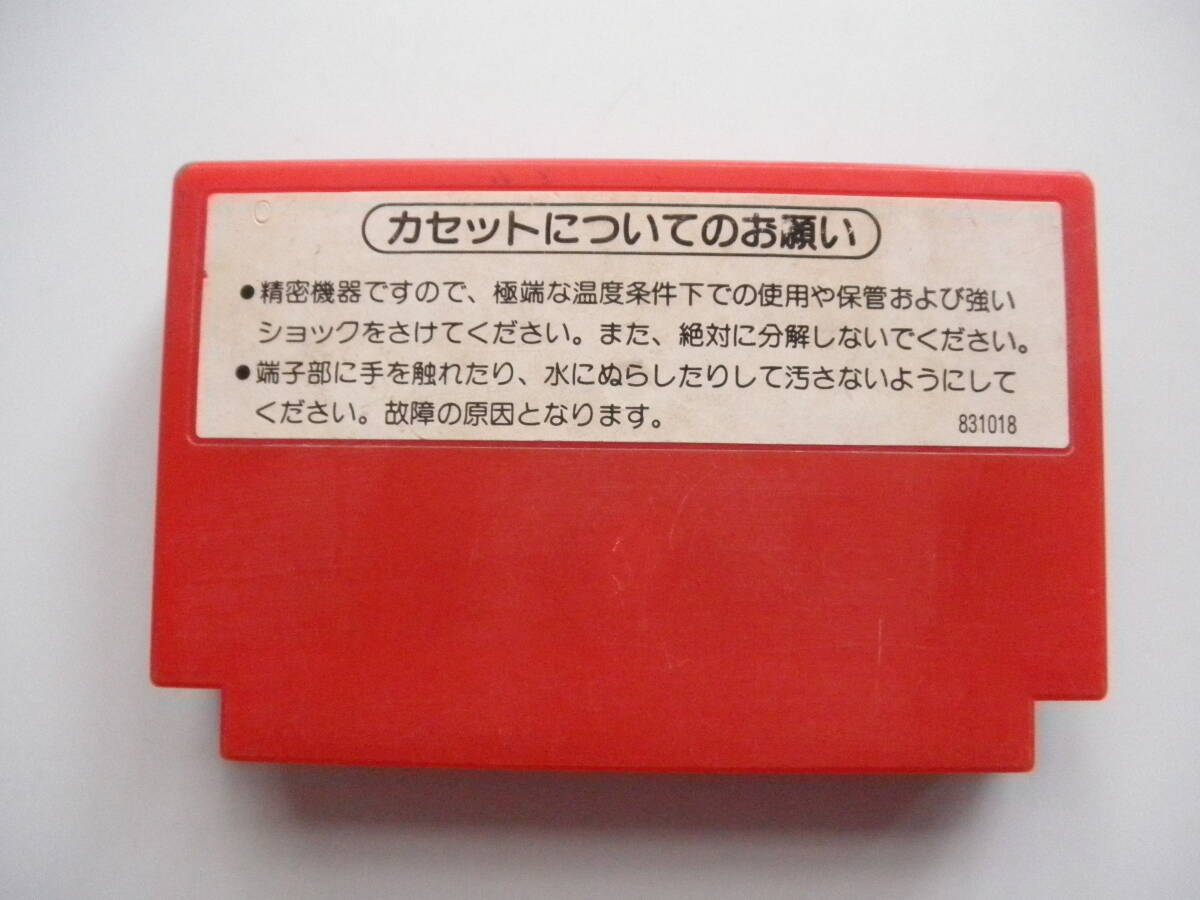 カセットについてのお願い
●精密機器ですので、極端な温度条件下での使用や保管および強い
ショックをさけてください。また、絶対に分解しないでください。
●端子部に手を触れたり、水にぬらしたりして汚さないようにして
ください。故障の原因となります。
831018